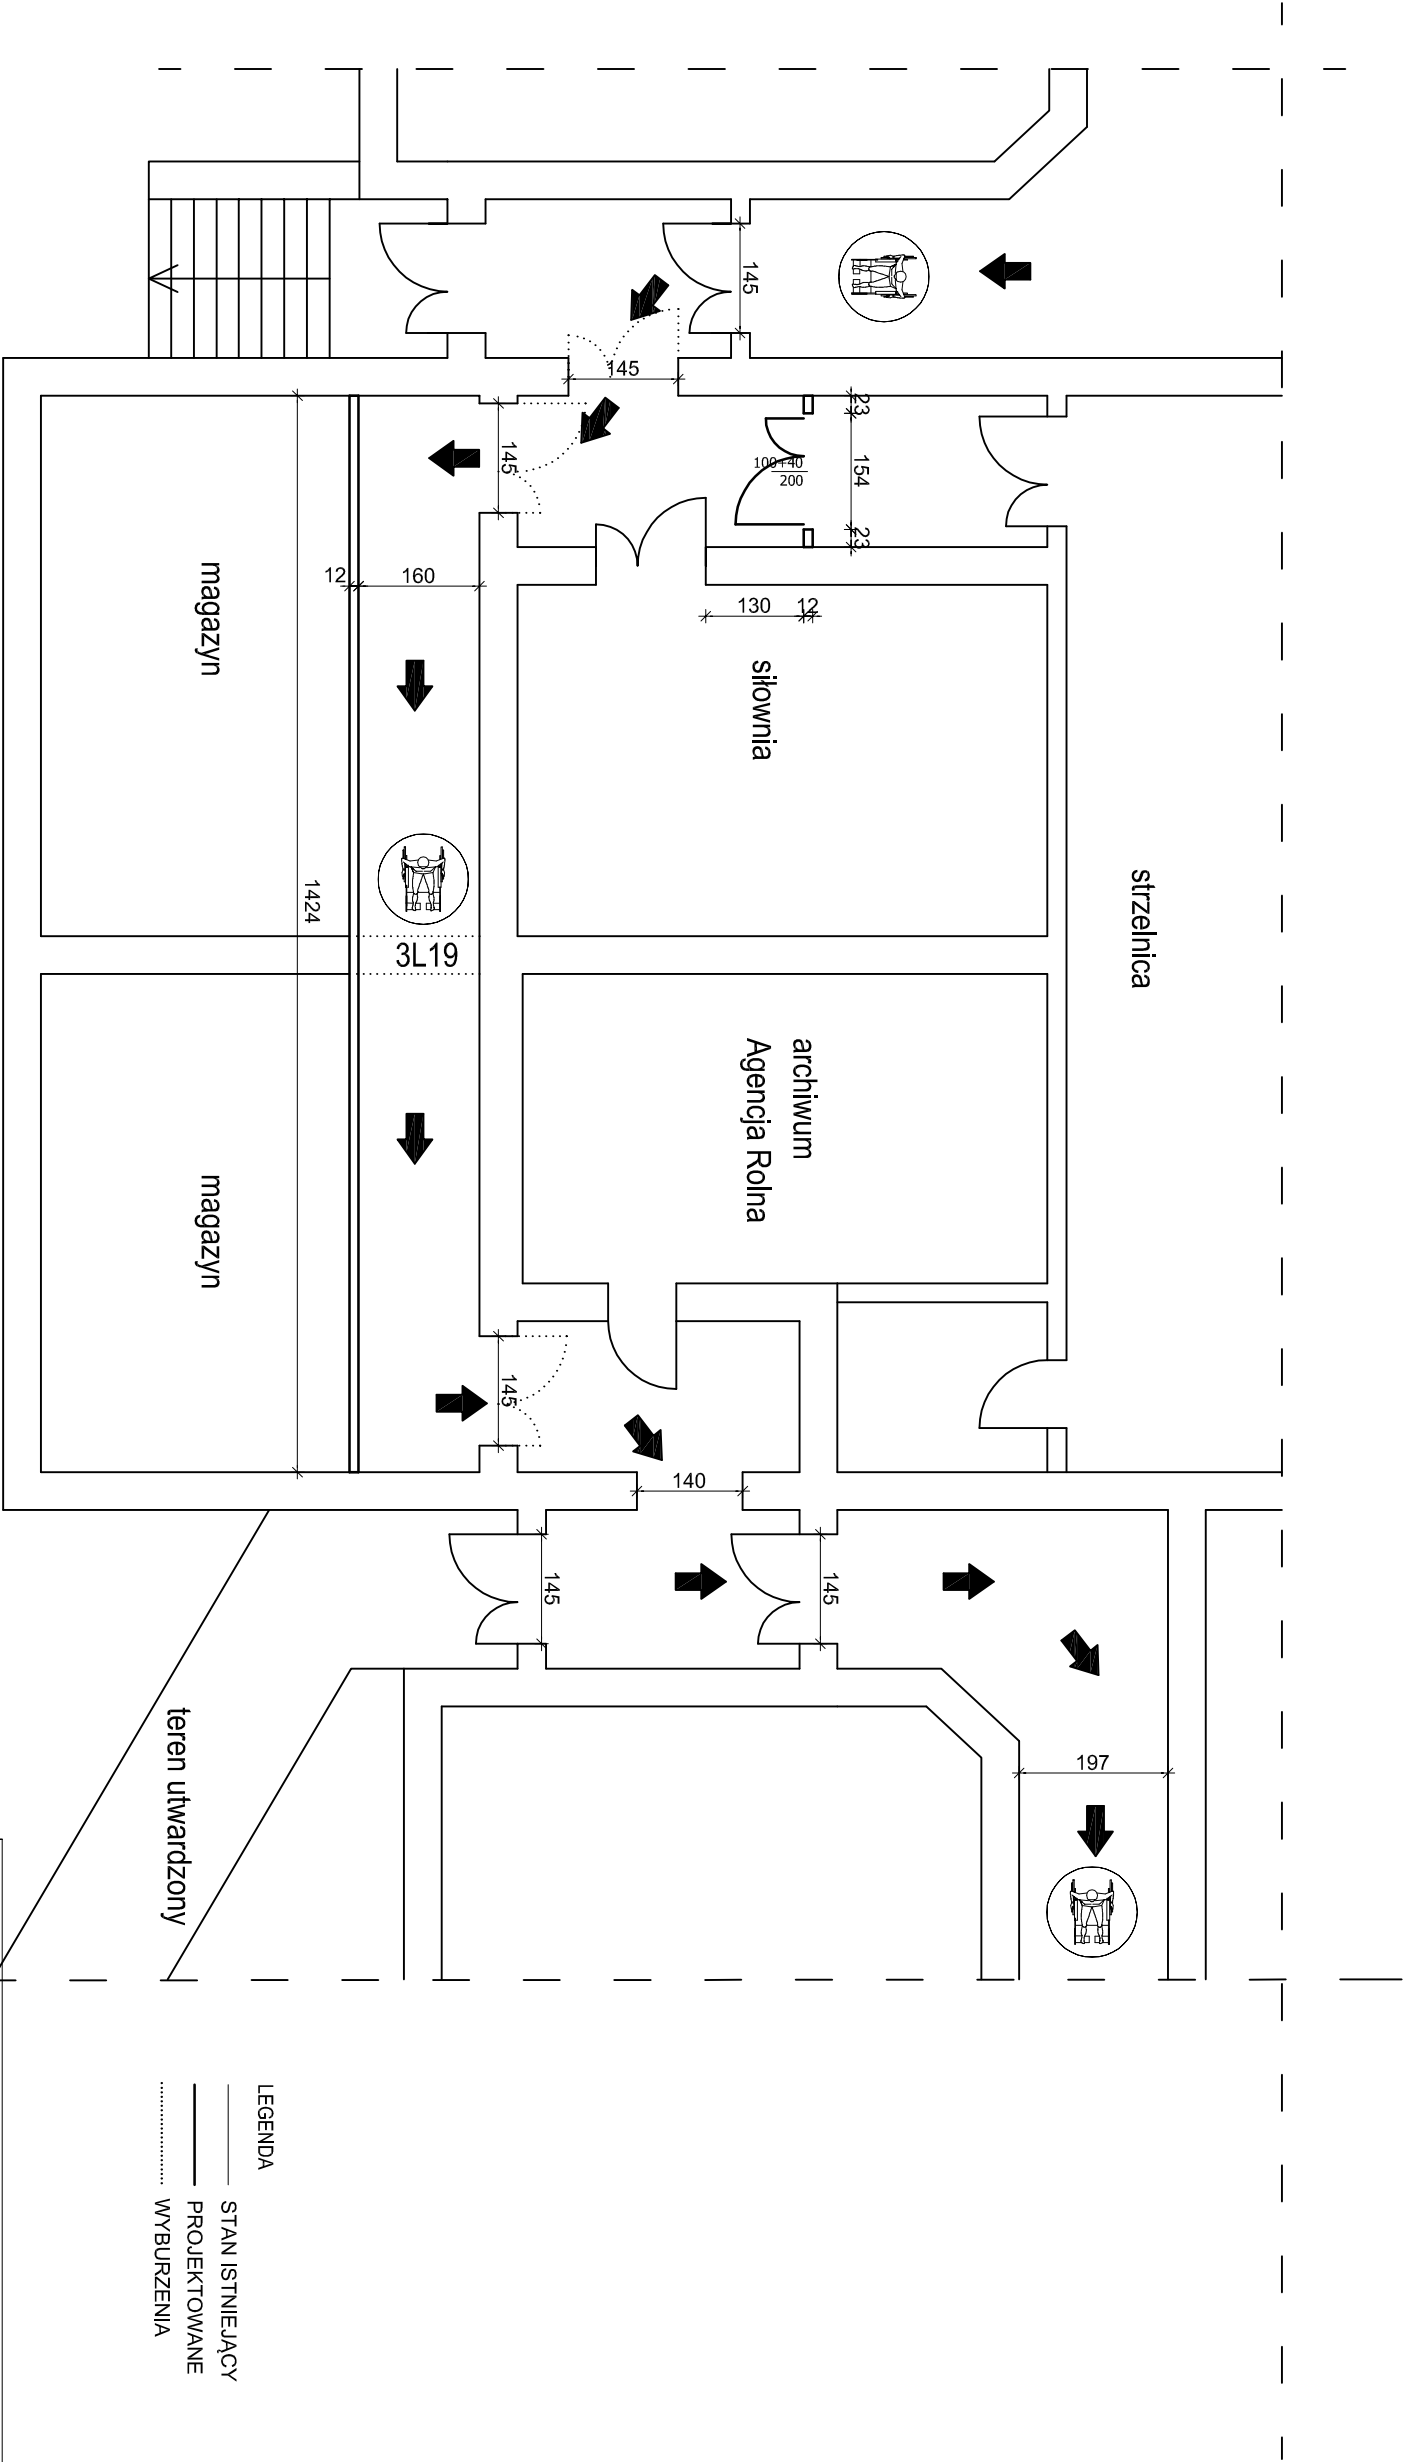 strzelnica
145
145
145
23
154
23
100+40
200
130
12
12
160
siłownia
magazyn
1424
3L19
archiwum
Agencja Rolna
magazyn
145
140
145
145
197
teren utwardzony
LEGENDA
STAN ISTNIEJĄCY
PROJEKTOWANE
WYBURZENIA